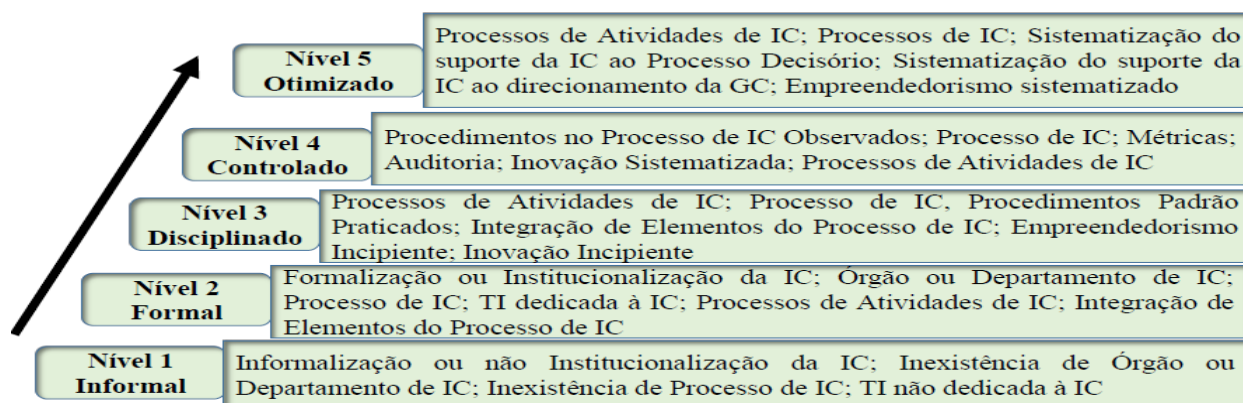 Nível 5
Otimizado
Processos de Atividades de IC; Processos de IC; Sistematização do
suporte da IC ao Processo Decisório; Sistematização do suporte da
IC ao direcionamento da GC; Empreendedorismo sistematizado
Nível 4
Controlado
Procedimentos no Processo de IC Observados; Processo de IC; Métricas;
Auditoria; Inovação Sistematizada; Processos de Atividades de IC
Nível 3
Disciplinado
Processos de Atividades de IC; Processo de IC, Procedimentos Padrão
Praticados; Integração de Elementos do Processo de IC; Empreendedorismo
Incipiente; Inovação Incipiente
Nível 2
Formal
Formalização ou Institucionalização da IC; Órgão ou Departamento de IC;
Processo de IC; TI dedicada à IC; Processos de Atividades de IC; Integração de
Elementos do Processo de IC
Nível 1
Informal
Informalização ou não Institucionalização da IC; Inexistência de Órgão ou
Departamento de IC; Inexistência de Processo de IC; TI não dedicada à IC